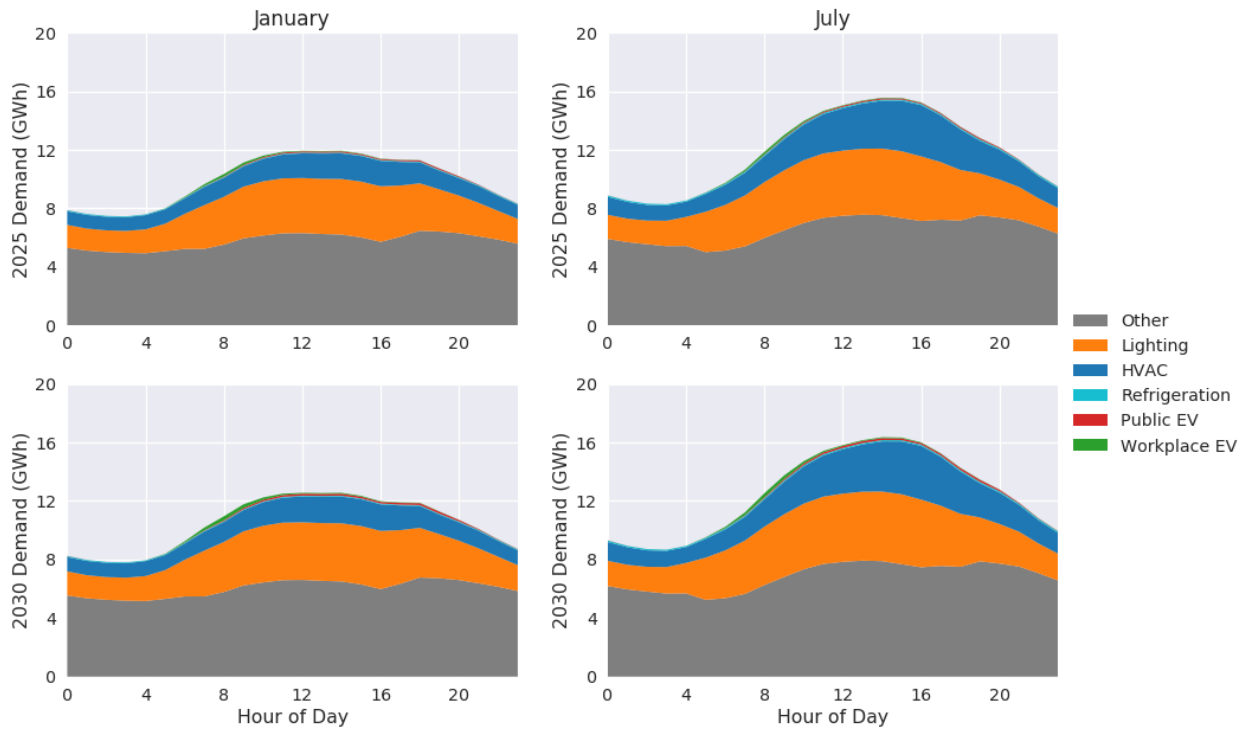 January
July
2025 Demand (GWh)
20
16
12
8
4
0
0 4 8 12 16 20
2025 Demand (GWh)
20
16
12
8
4
0
0 4 8 12 16 20
Other
Lighting
HVAC
Refrigeration
Public EV
Workplace EV
2030 Demand (GWh)
20
16
12
8
4
0
0 4 8 12 16 20
Hour of Day
2030 Demand (GWh)
20
16
12
8
4
0
0 4 8 12 16 20
Hour of Day